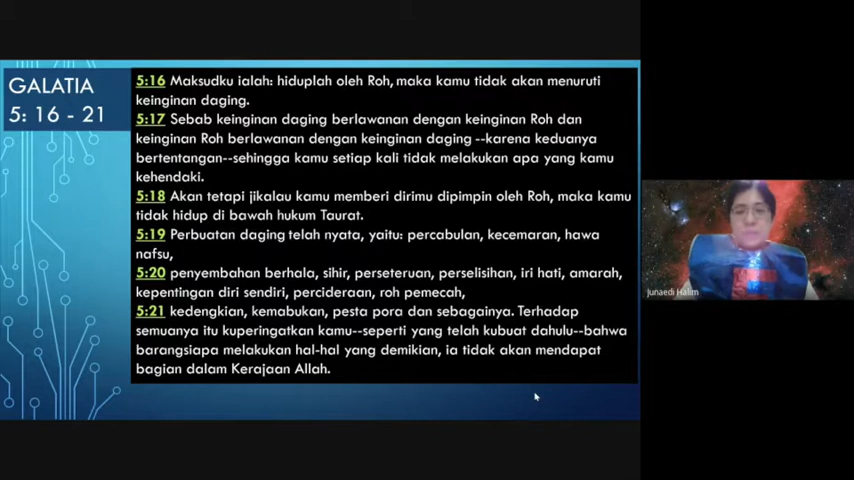 GALATIA
5: 16 - 21
5:16 Maksudku ialah: hiduplah oleh Roh, maka kamu tidak akan menuruti
keinginan daging.
5:17 Sebab keinginan daging berlawanan dengan keinginan Roh dan
keinginan Roh berlawanan dengan keinginan daging --karena keduanya
bertentangan--sehingga kamu setiap kali tidak melakukan apa yang kamu
kehendaki.
5:18 Akan tetapi jikalau kamu memberi dirimu dipimpin oleh Roh, maka kamu
tidak hidup di bawah hukum Taurat.
5:19 Perbuatan daging telah nyata, yaitu: percabulan, kecemaran, hawa
nafsu,
5:20 penyembahan berhala, sihir, perseteruan, perselisihan, iri hati, amarah,
kepentingan diri sendiri, percideraan, roh pemecah,
5:21 kedengkian, kemabukan, pesta pora dan sebagainya. Terhadap
semuanya itu kuperingatkan kamu--seperti yang telah kubuat dahulu--bahwa
barangsiapa melakukan hal-hal yang demikian, ia tidak akan mendapat
bagian dalam Kerajaan Allah.
Junaedi Halim